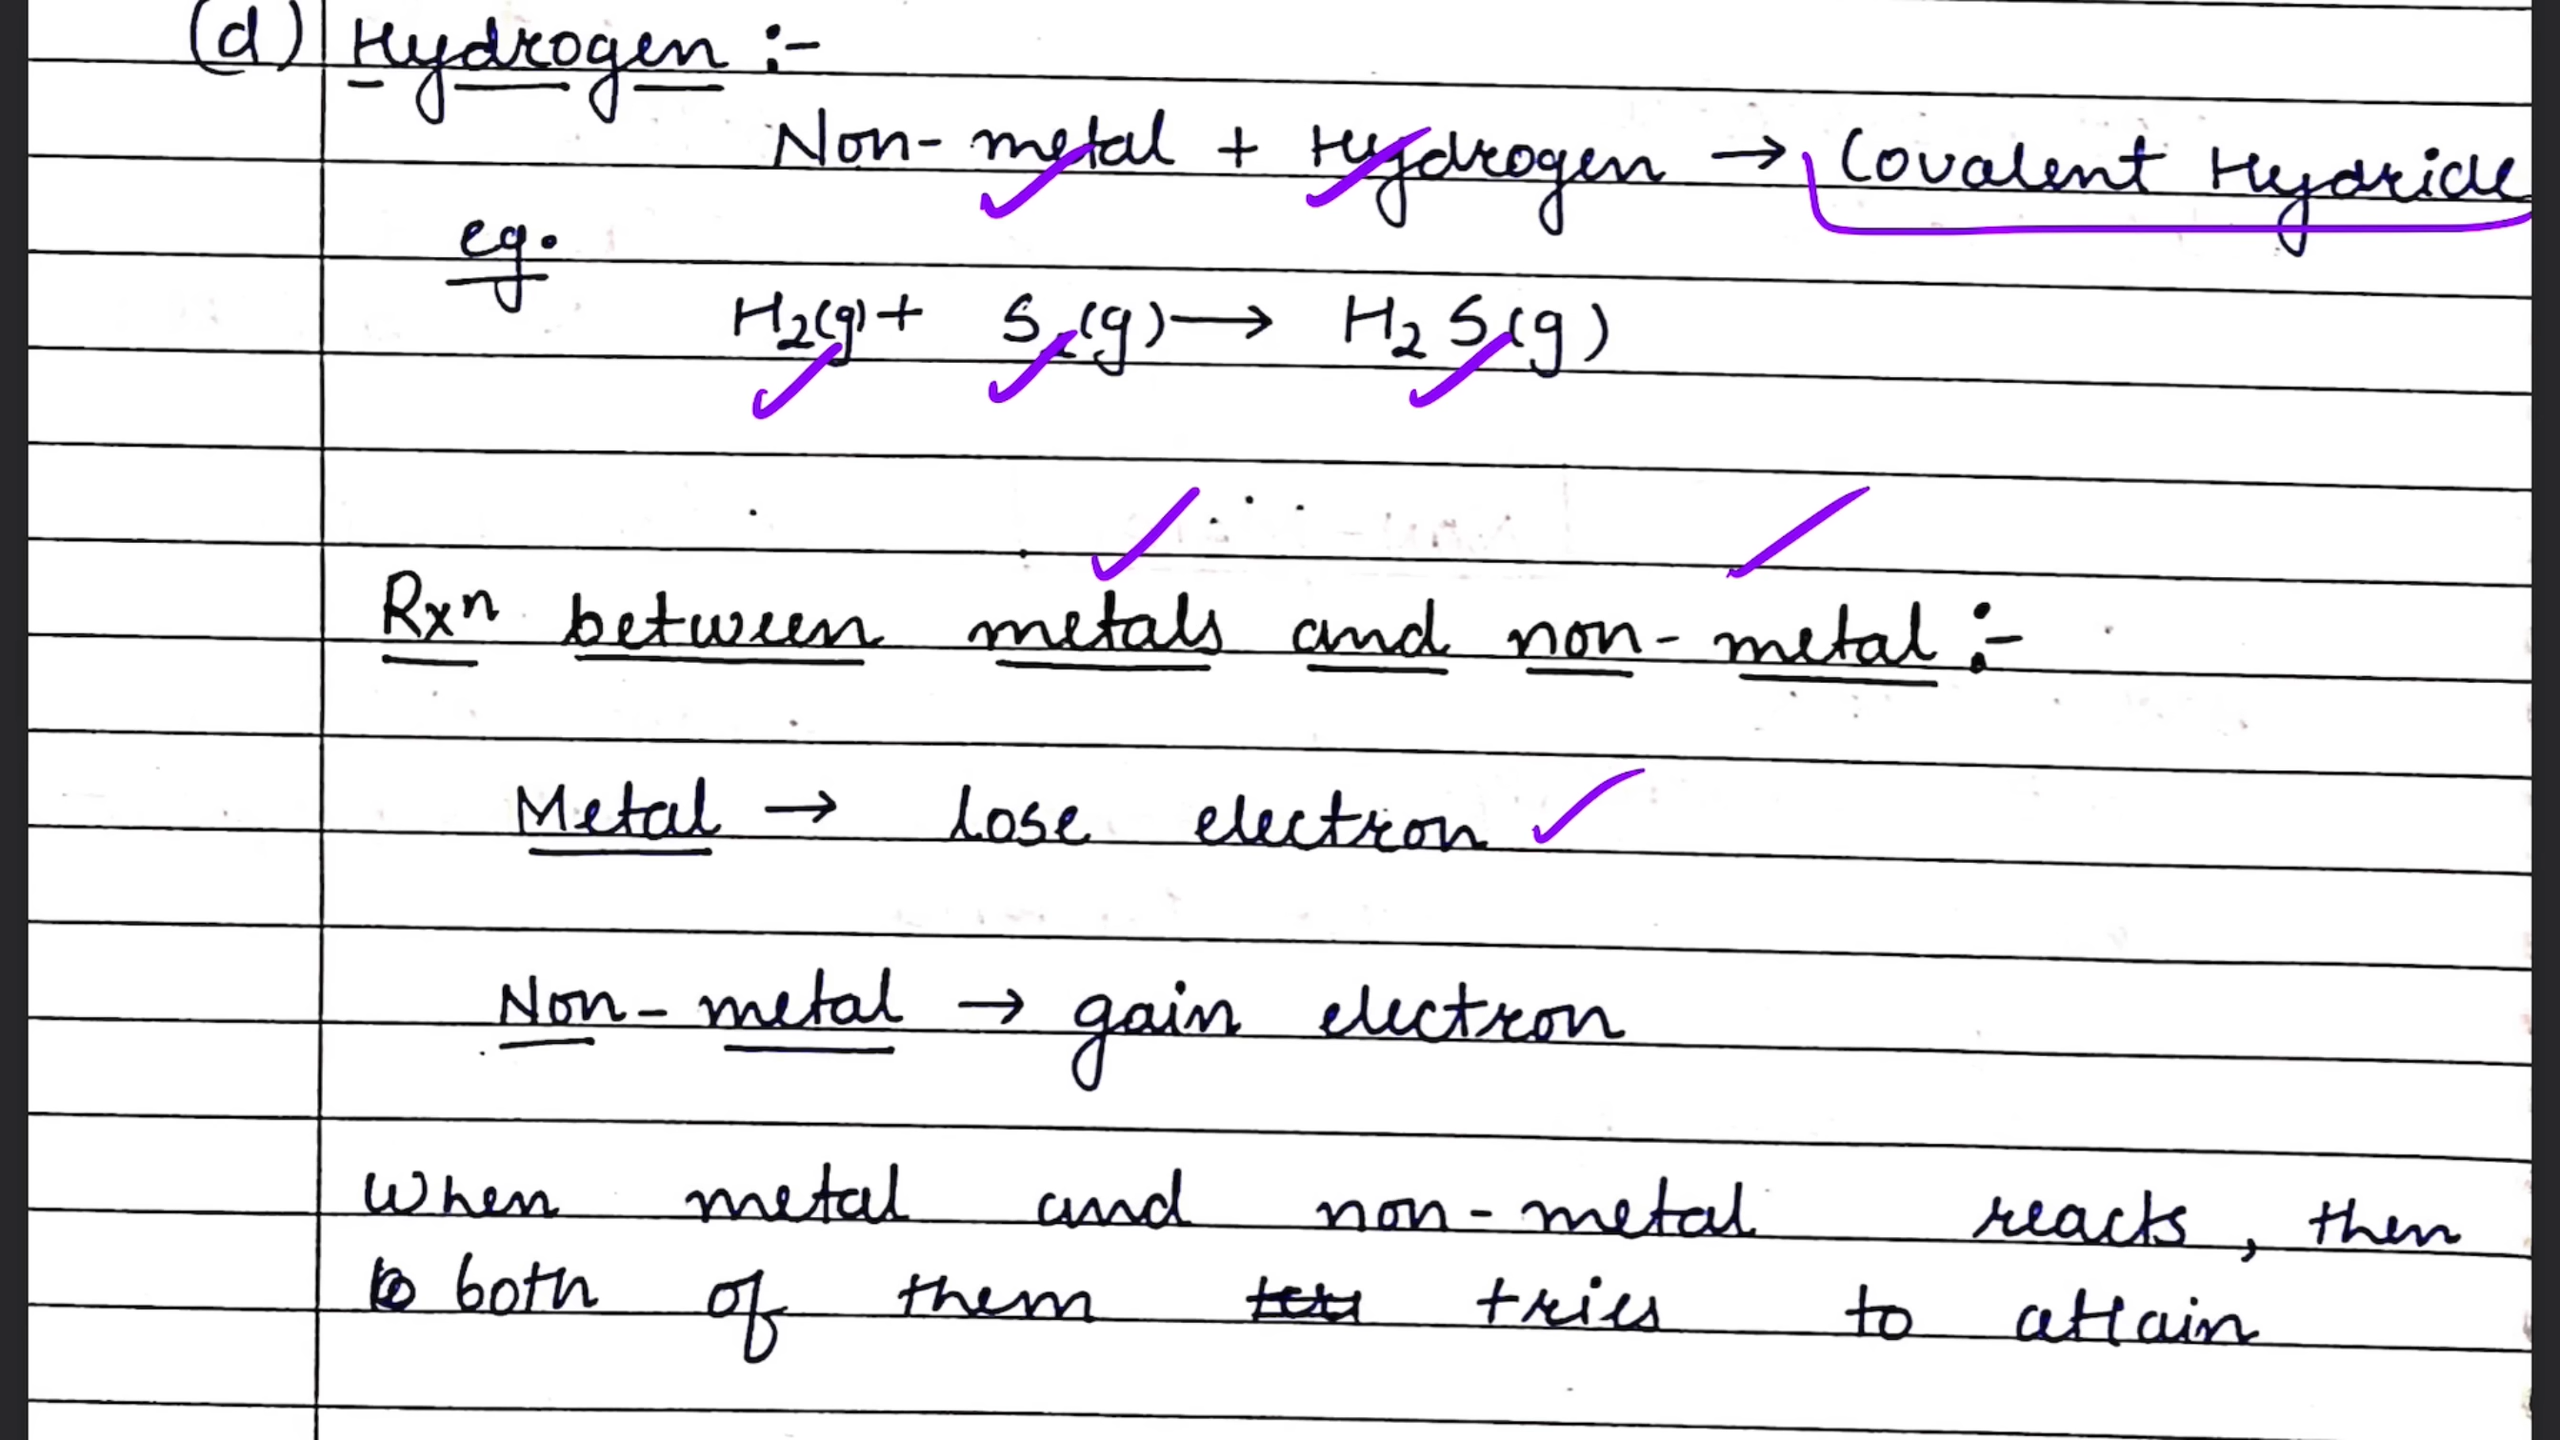 (d) Hydrogen :-
Non-metal + Hydrogen → Covalent Hydride
eg.
H₂(g) + S₂(g) → H₂S(g)
Rxn between metals and non-metal :-
Metal → lose electron
Non-metal → gain electron
When metal and non-metal reacts, then
both of them tries to attain